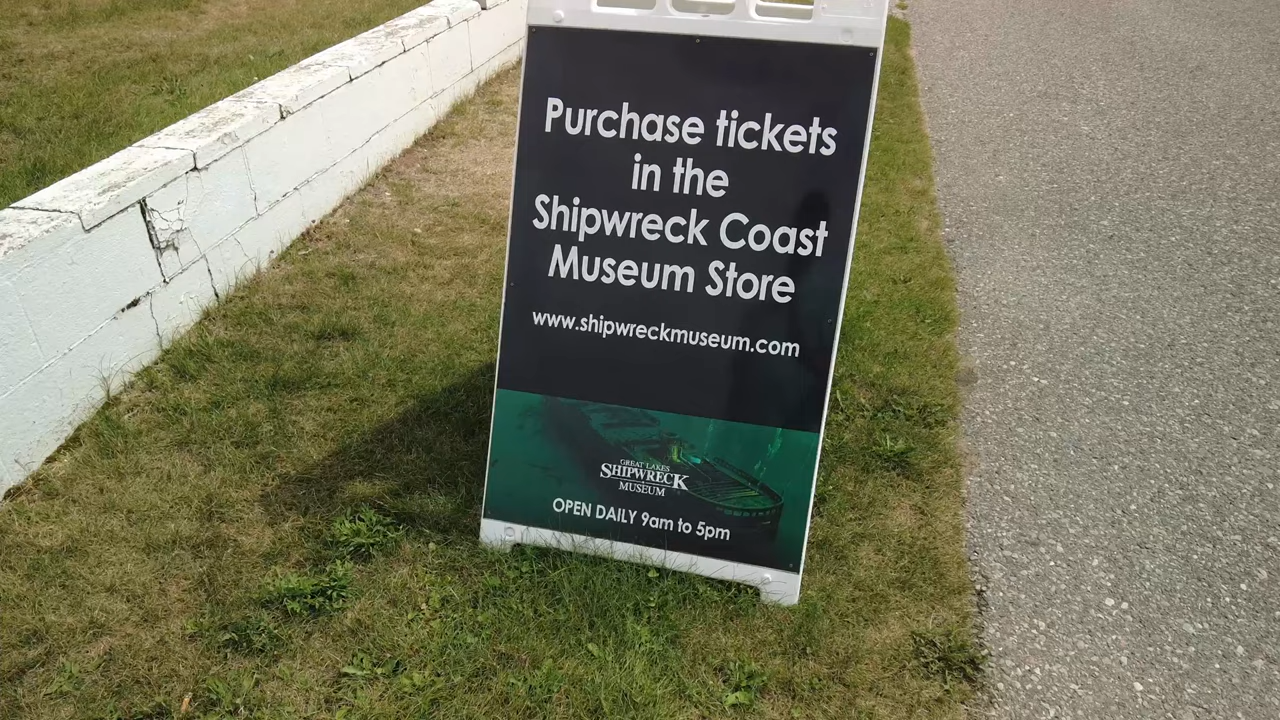 Purchase tickets
in the
Shipwreck Coast
Museum Store
www.shipwreckmuseum.com
GREAT LAKES
SHIPWRECK
MUSEUM
OPEN DAILY 9am to 5pm